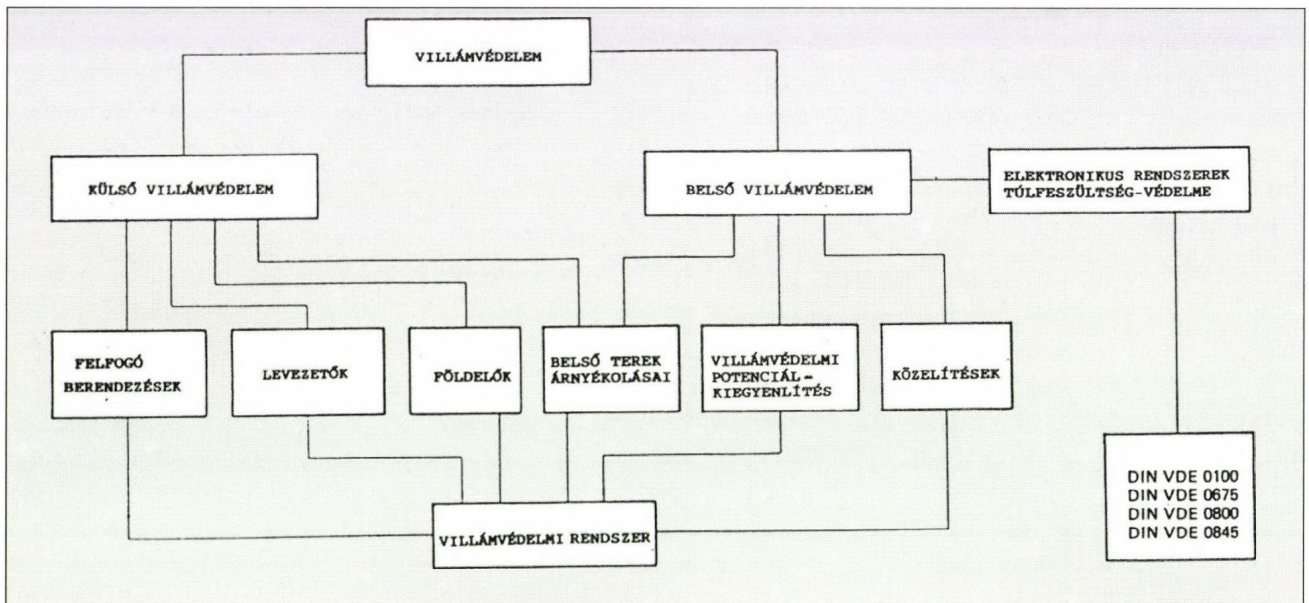 VILLÁMVÉDELEM
KÜLSŐ VILLÁMVÉDELEM
BELSŐ VILLÁMVÉDELEM
ELEKTRONIKUS RENDSZEREK
TÚLFESZÜLTSÉG-VÉDELME
FELFOGÓ
BERENDEZÉSEK
LEVEZETŐK
FÖLDELŐK
BELSŐ TEREK
ÁRNYÉKOLÁSAI
VILLÁMVÉDELMI
POTENCIÁL-
KIEGYENLÍTÉS
KÖZELÍTÉSEK
DIN VDE 0100
DIN VDE 0675
DIN VDE 0800
DIN VDE 0845
VILLÁMVÉDELMI RENDSZER